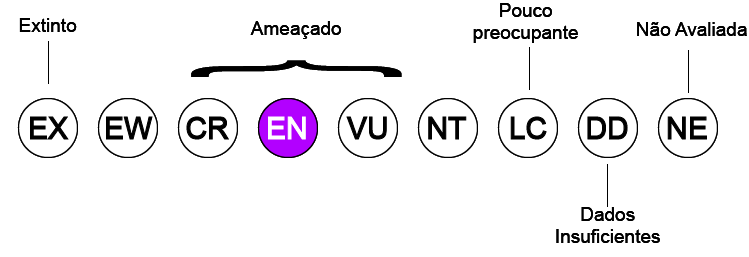 Extinto
Ameaçado
Pouco
preocupante
Não Avaliada
EX EW CR EN VU NT LC DD NE
Dados
Insuficientes